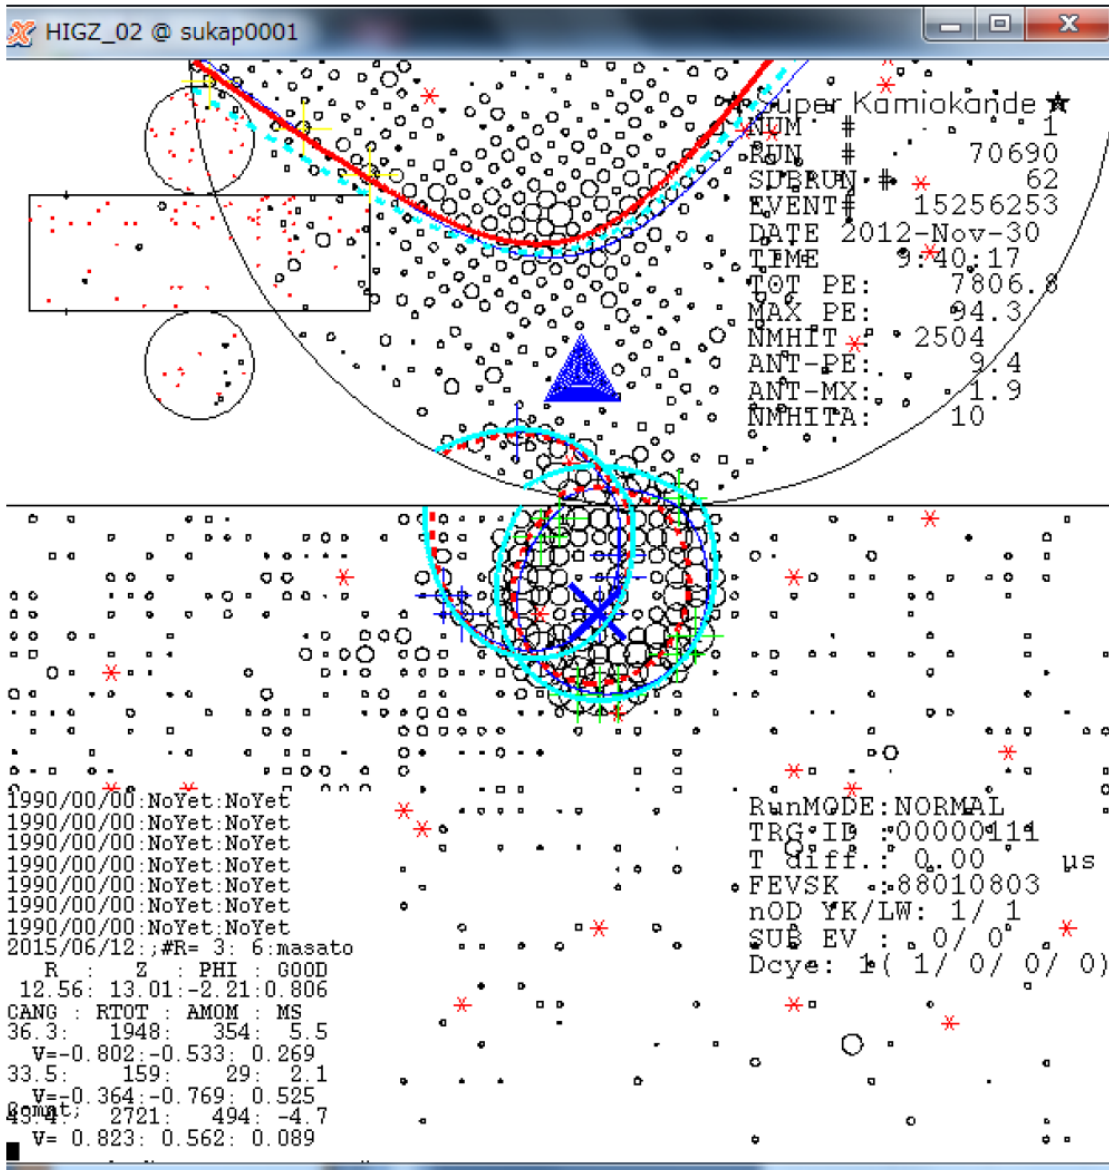 HIGZ_02 @ sukap0001
★ Super Kamiokande ★
NUM # 1
RUN # 70690
SUBRUN # 62
EVENT# 15256253
DATE 2012-Nov-30
TIME 9:40:17
TOT PE: 7806.8
MAX PE: 94.3
NMHIT : 2504
ANT-PE: 9.4
ANT-MX: 1.9
NMHITA: 10
1990/00/00:NoYet:NoYet
1990/00/00:NoYet:NoYet
1990/00/00:NoYet:NoYet
1990/00/00:NoYet:NoYet
1990/00/00:NoYet:NoYet
1990/00/00:NoYet:NoYet
1990/00/00:NoYet:NoYet
2015/06/12:;#R= 3: 6:masato
R : Z : PHI : GOOD
12.56: 13.01:-2.21:0.806
CANG : RTOT : AMOM : MS
36.3: 1948: 354: 5.5
V=-0.802:-0.533: 0.269
33.5: 159: 29: 2.1
V=-0.364:-0.769: 0.525
Comnt;
2721: 494: -4.7
V= 0.823: 0.562: 0.089
RunMODE:NORMAL
TRG ID :00000111
T diff.: 0.00 µs
FEVSK :88010803
nOD YK/LW: 1/ 1
SUB EV : 0/ 0
Dcye: 1( 1/ 0/ 0/ 0)